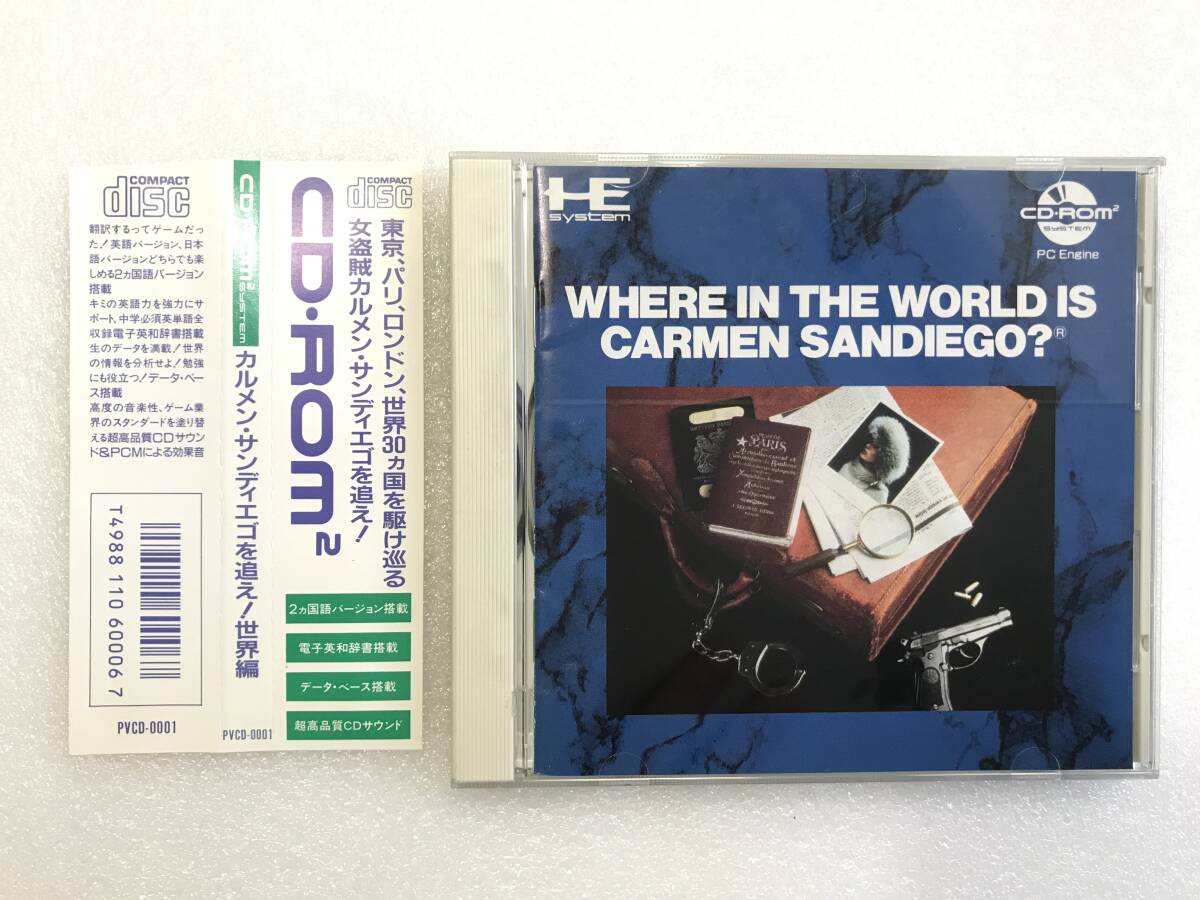 COMPACT
disc
翻訳するってゲームだっ
た！英語バージョン、日本
語バージョンどちらでも楽
しめる2ヵ国語バージョン
搭載
キミの英語力を強力にサ
ポート、中学必須英単語全
収録電子英和辞書搭載
生のデータを満載！世界
の情報を分析せよ！勉強
にも役立つ！データ・ベー
ス搭載
高度の音楽性、ゲーム業
界のスタンダードを塗り替
える超高品質CDサウン
ド&PCMによる効果音
T4988 110 60006 7
PVCD-0001
CD-ROM2
SYSTEM
カルメン・サンディエゴを追え！世界編
PVCD-0001
COMPACT
disc
東京、パリ、ロンドン、世界30ヵ国を駆け巡る
女盗賊カルメン・サンディエゴを追え！
CD・ROM2
2ヵ国語バージョン搭載
電子英和辞書搭載
データ・ベース搭載
超高品質CDサウンド
HE
system
CD・ROM2
SYSTEM
PC Engine
WHERE IN THE WORLD IS
CARMEN SANDIEGO?®
PARIS